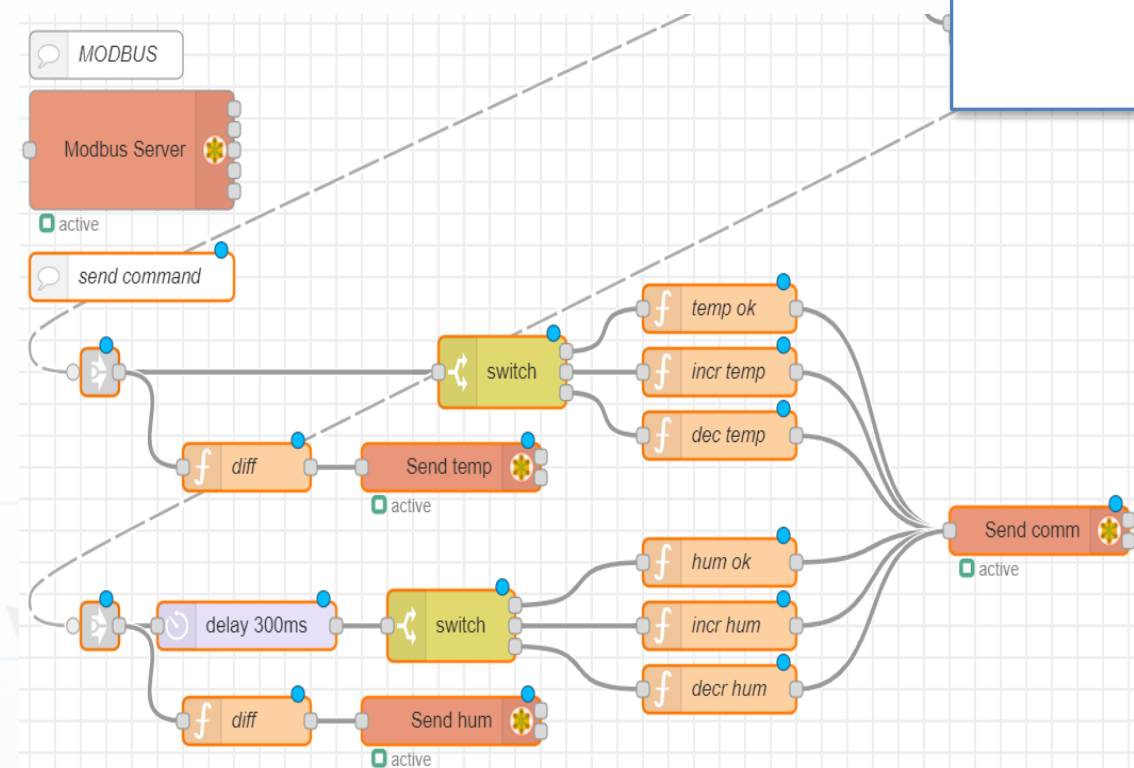 MODBUS
Modbus Server
active
send command
temp ok
switch
incr temp
dec temp
diff
Send temp
active
Send comm
active
hum ok
delay 300ms
switch
incr hum
decr hum
diff
Send hum
active